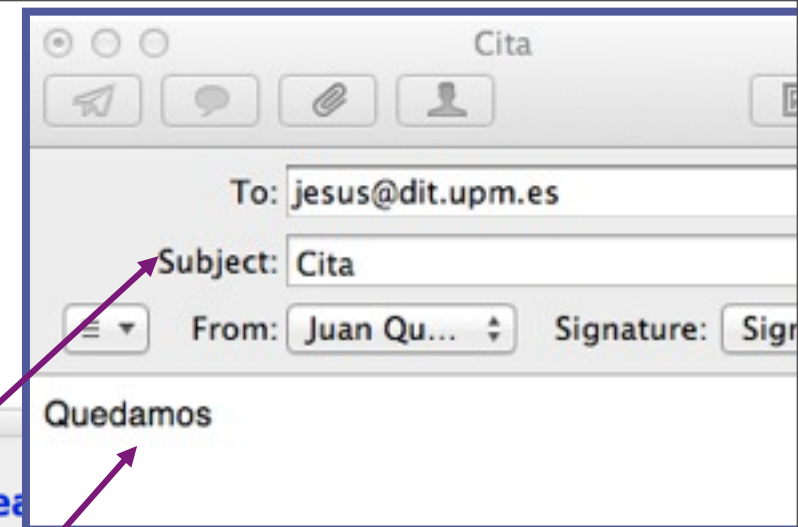 Cita
To: jesus@dit.upm.es
Subject: Cita
From: Juan Qu... Signature:
Quedamos